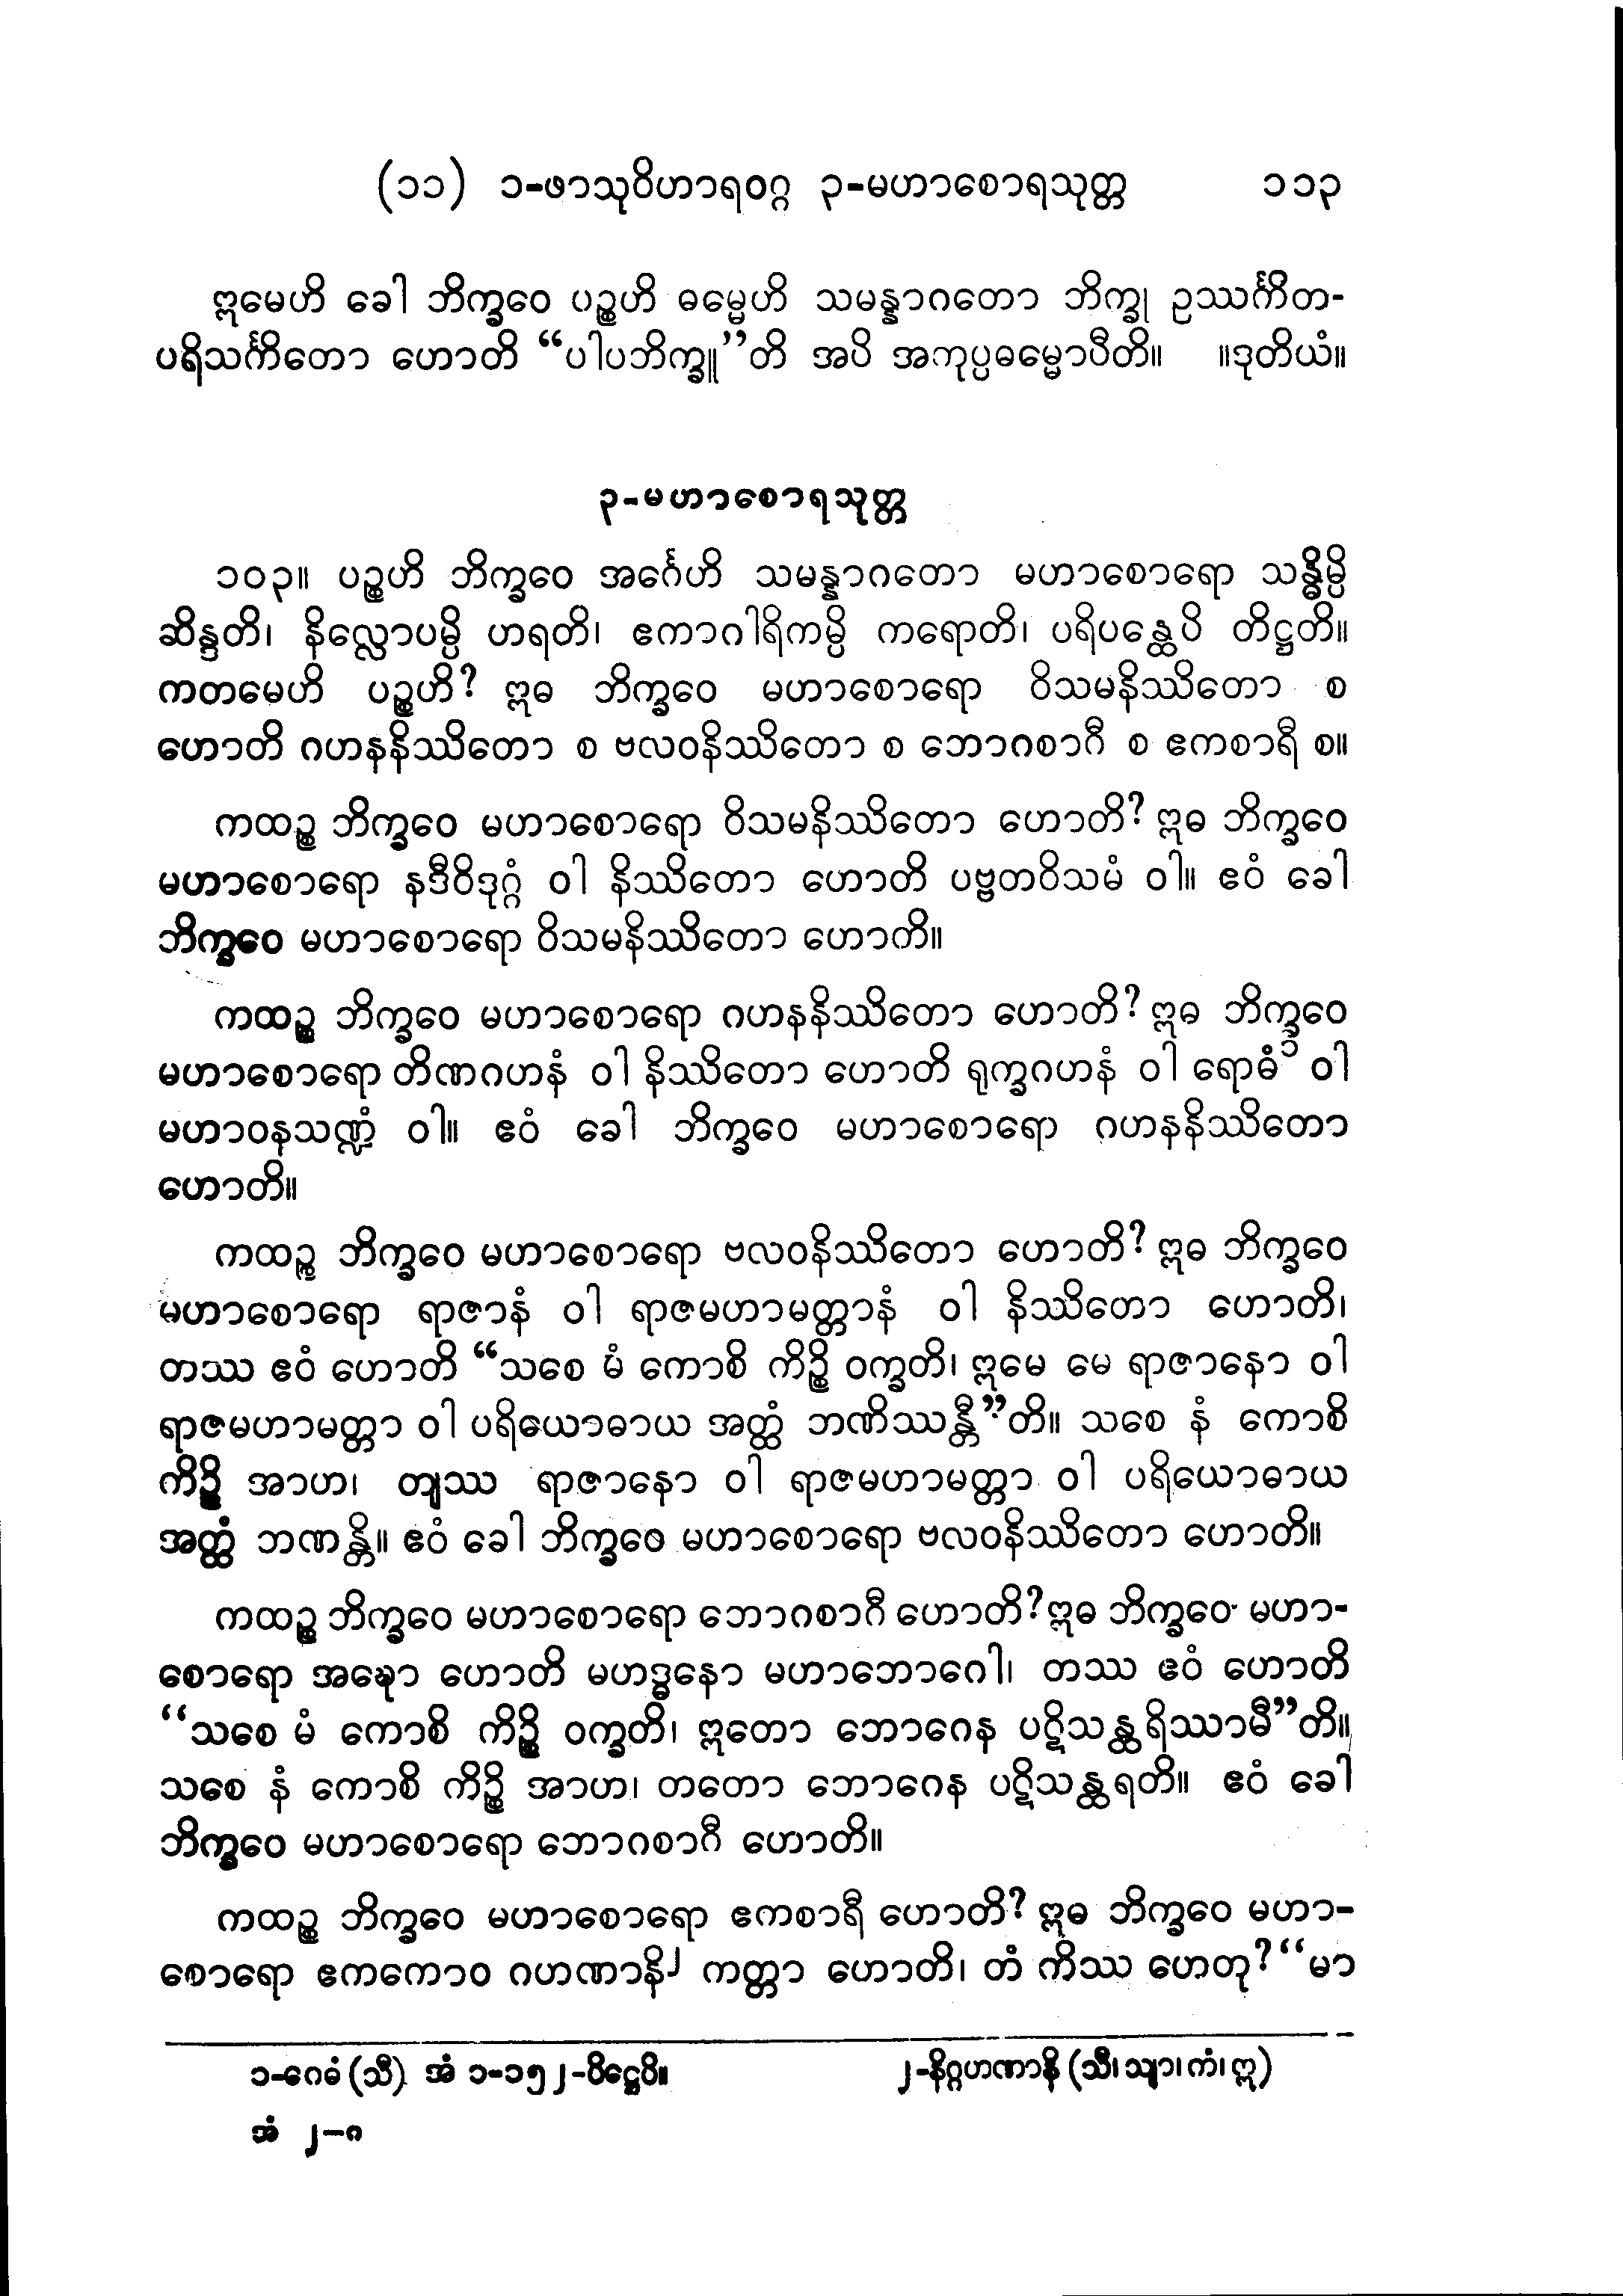 (၁၁) ၁-ဖာသုဝိဟာရဝဂ္ဂ ၃-မဟာစောရသုတ္တ ၁၁၃
ဣမေဟိ ခေါ ဘိက္ခဝေ ပဉ္စဟိ ဓမ္မေဟိ သမန္နာဂတော ဘိက္ခု ဥဿင်္ကိတ-
ပရိသင်္ကိတော ဟောတိ “ပါပဘိက္ခူ”တိ အပိ အကုပ္ပဓမ္မောပီတိ။ ။ဒုတိယံ။
၃-မဟာစောရသုတ္တ
၁၀၃။ ပဉ္စဟိ ဘိက္ခဝေ အင်္ဂေဟိ သမန္နာဂတော မဟာစောရော သန္ဓိမ္ပိ
ဆိန္ဒတိ၊ နိလ္လောပမ္ပိ ဟရတိ၊ ဧကာဂါရိကမ္ပိ ကရောတိ၊ ပရိပန္ထေပိ တိဋ္ဌတိ။
ကတမေဟိ ပဉ္စဟိ? ဣဓ ဘိက္ခဝေ မဟာစောရော ဝိသမနိဿိတော စ
ဟောတိ ဂဟနနိဿိတော စ ဗလဝနိဿိတော စ ဘောဂစာဂီ စ ဧကစာရီ စ။
ကထဉ္စ ဘိက္ခဝေ မဟာစောရော ဝိသမနိဿိတော ဟောတိ? ဣဓ ဘိက္ခဝေ
မဟာစောရော နဒီဝိဒုဂ္ဂံ ဝါ နိဿိတော ဟောတိ ပဗ္ဗတဝိသမံ ဝါ။ ဧဝံ ခေါ
ဘိက္ခဝေ မဟာစောရော ဝိသမနိဿိတော ဟောတိ။
ကထဉ္စ ဘိက္ခဝေ မဟာစောရော ဂဟနနိဿိတော ဟောတိ? ဣဓ ဘိက္ခဝေ
မဟာစောရော တိဏဂဟနံ ဝါ နိဿိတော ဟောတိ ရုက္ခဂဟနံ ဝါ ရောဓံ ၁ ဝါ
မဟာဝနသဏ္ဍံ ဝါ။ ဧဝံ ခေါ ဘိက္ခဝေ မဟာစောရော ဂဟနနိဿိတော
ဟောတိ။
ကထဉ္စ ဘိက္ခဝေ မဟာစောရော ဗလဝနိဿိတော ဟောတိ? ဣဓ ဘိက္ခဝေ
မဟာစောရော ရာဇာနံ ဝါ ရာဇမဟာမတ္တာနံ ဝါ နိဿိတော ဟောတိ၊
တဿ ဧဝံ ဟောတိ “သစေ မံ ကောစိ ကိဉ္စိ ဝက္ခတိ၊ ဣမေ မေ ရာဇာနော ဝါ
ရာဇမဟာမတ္တာ ဝါ ပရိယောဓာယ အတ္ထံ ဘဏိဿန္တီ”တိ။ သစေ နံ ကောစိ
ကိဉ္စိ အာဟ၊ တျဿ ရာဇာနော ဝါ ရာဇမဟာမတ္တာ ဝါ ပရိယောဓာယ
အတ္ထံ ဘဏန္တိ။ ဧဝံ ခေါ ဘိက္ခဝေ မဟာစောရော ဗလဝနိဿိတော ဟောတိ။
ကထဉ္စ ဘိက္ခဝေ မဟာစောရော ဘောဂစာဂီ ဟောတိ? ဣဓ ဘိက္ခဝေ မဟာ-
စောရော အဍ္ဎော ဟောတိ မဟဒ္ဓနော မဟာဘောဂေါ၊ တဿ ဧဝံ ဟောတိ
“သစေ မံ ကောစိ ကိဉ္စိ ဝက္ခတိ၊ ဣတော ဘောဂေန ပဋိသန္ထရိဿာမီ”တိ။
သစေ နံ ကောစိ ကိဉ္စိ အာဟ၊ တတော ဘောဂေန ပဋိသန္ထရတိ။ ဧဝံ ခေါ
ဘိက္ခဝေ မဟာစောရော ဘောဂစာဂီ ဟောတိ။
ကထဉ္စ ဘိက္ခဝေ မဟာစောရော ဧကစာရီ ဟောတိ? ဣဓ ဘိက္ခဝေ မဟာ-
စောရော ဧကကောဝ ဂဟဏာနိ ၂ ကတ္တာ ဟောတိ၊ တံ ကိဿ ဟေတု? “မာ
၁-ဂေဓံ (သီ) အံ ၁-၁၅၂-ပိဋ္ဌေပိ။ ၂-နိဂ္ဂဟဏာနိ (သီ၊ သျာ၊ ကံ၊ ဣ)
အံ ၂-၈